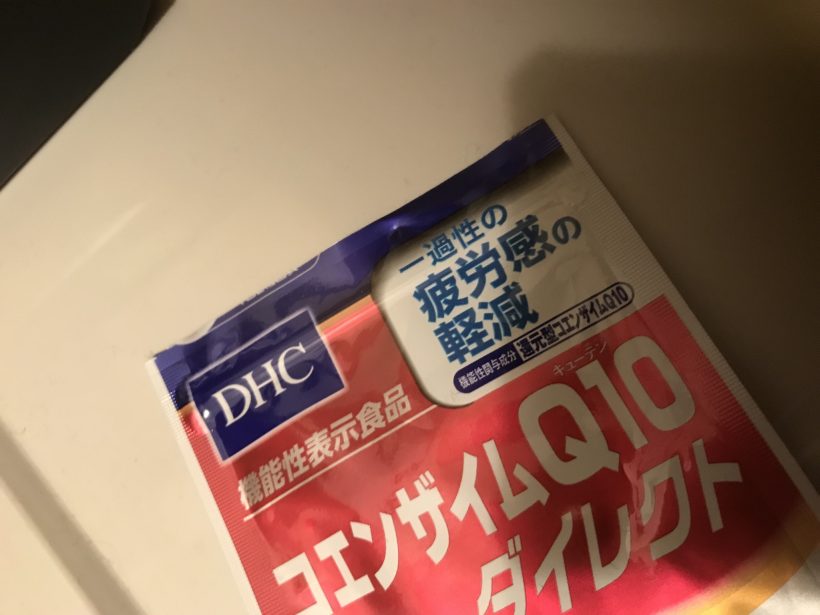 一過性の
疲労感の
軽減
機能性関与成分 還元型コエンザイムQ10
DHC
機能性表示食品
キューテン
コエンザイムQ10
ダイレクト